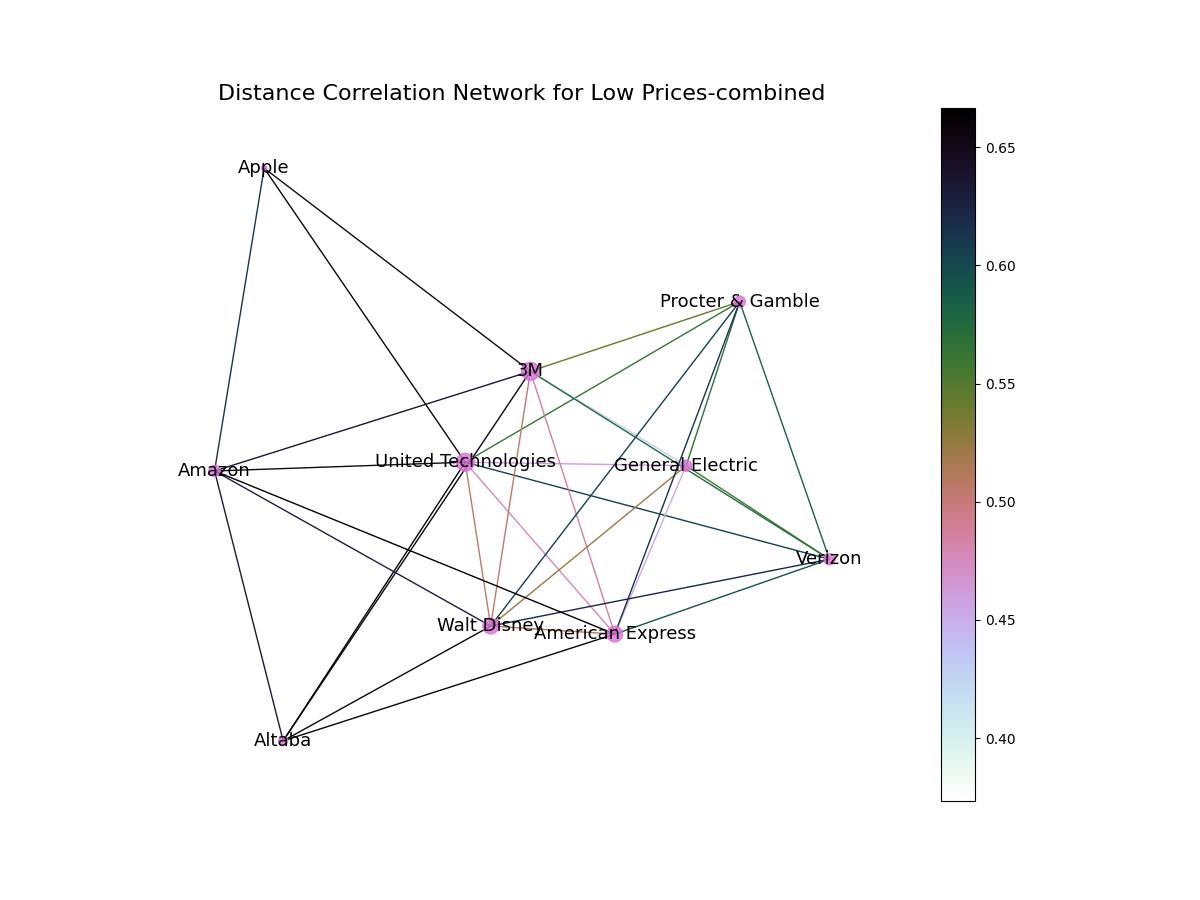 Distance Correlation Network for Low Prices-combined
Apple
0.65
0.60
Procter & Gamble
3M
0.55
0.50
United Technologies
General Electric
Amazon
Verizon
0.45
Walt Disney
American Express
0.40
Altaba